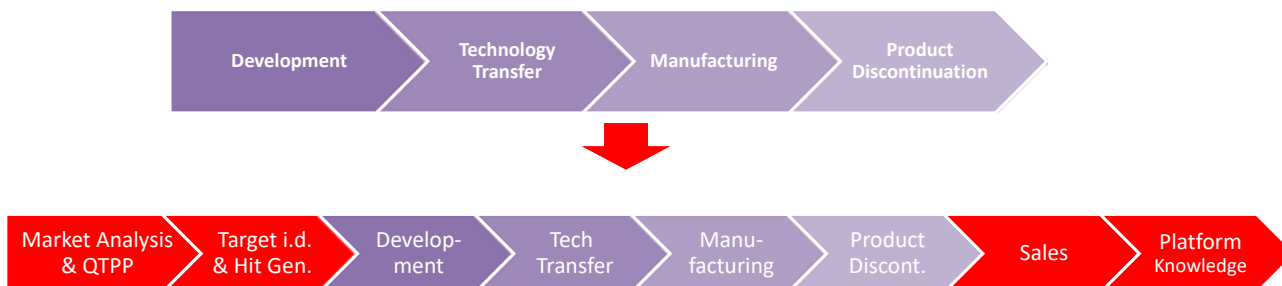 Development
Technology
Transfer
Manufacturing
Product
Discontinuation
Market Analysis
& QTPP
Target i.d.
& Hit Gen.
Develop-
ment
Tech
Transfer
Manu-
facturing
Product
Discont.
Sales
Platform
Knowledge